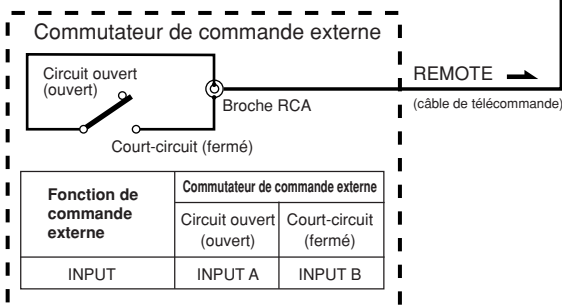 Commutateur de commande externe
Circuit ouvert
(ouvert)
Broche RCA
Court-circuit (fermé)
REMOTE
(câble de télécommande)
Fonction de
commande
externe
Commutateur de commande externe
Circuit ouvert
(ouvert)
Court-circuit
(fermé)
INPUT
INPUT A
INPUT B